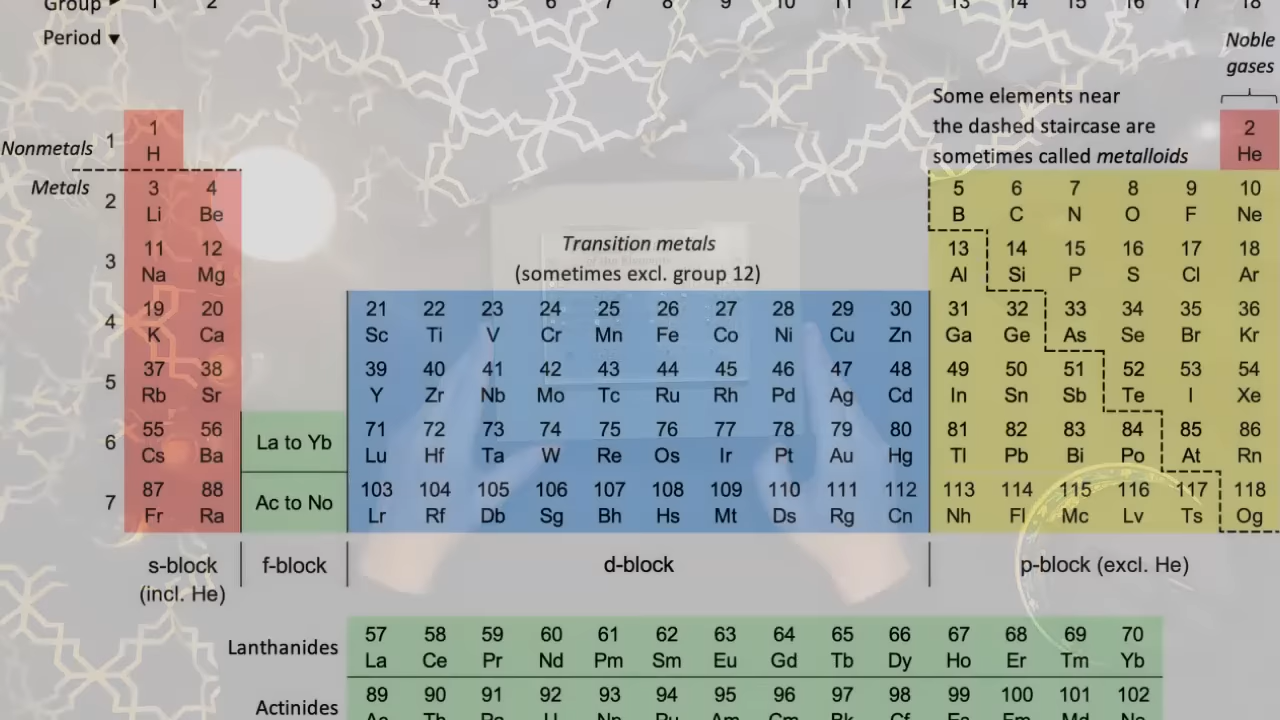 Group 1 2 3 4 5 6 7 8 9 10 11 12 13 14 15 16 17 18
Period ▼
Noble
gases
Some elements near
the dashed staircase are
sometimes called metalloids
1 2
Nonmetals 1 H He
Metals
2 3 4 5 6 7 8 9 10
Li Be B C N O F Ne
Transition metals
(sometimes excl. group 12)
3 11 12 13 14 15 16 17 18
Na Mg Al Si P S Cl Ar
4 19 20 21 22 23 24 25 26 27 28 29 30 31 32 33 34 35 36
K Ca Sc Ti V Cr Mn Fe Co Ni Cu Zn Ga Ge As Se Br Kr
5 37 38 39 40 41 42 43 44 45 46 47 48 49 50 51 52 53 54
Rb Sr Y Zr Nb Mo Tc Ru Rh Pd Ag Cd In Sn Sb Te I Xe
6 55 56 La to Yb 71 72 73 74 75 76 77 78 79 80 81 82 83 84 85 86
Cs Ba Lu Hf Ta W Re Os Ir Pt Au Hg Tl Pb Bi Po At Rn
7 87 88 Ac to No 103 104 105 106 107 108 109 110 111 112 113 114 115 116 117 118
Fr Ra Lr Rf Db Sg Bh Hs Mt Ds Rg Cn Nh Fl Mc Lv Ts Og
s-block f-block d-block p-block (excl. He)
(incl. He)
Lanthanides 57 58 59 60 61 62 63 64 65 66 67 68 69 70
La Ce Pr Nd Pm Sm Eu Gd Tb Dy Ho Er Tm Yb
Actinides 89 90 91 92 93 94 95 96 97 98 99 100 101 102